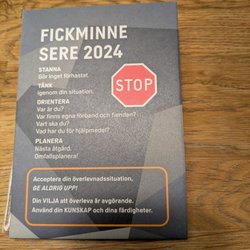 FICKMINNE
SERE 2024
STANNA
Gör inget förhastat.
TÄNK
igenom din situation.
STOP
ORIENTERA
Var är du?
Var finns egna förband och fienden?
Vart ska du?
Vad har du för hjälpmedel?
PLANERA
Nästa åtgärd.
Omfallsplanera!
Acceptera din överlevnadssituation,
GE ALDRIG UPP!
Din VILJA att överleva är avgörande.
Använd din KUNSKAP och dina färdigheter.